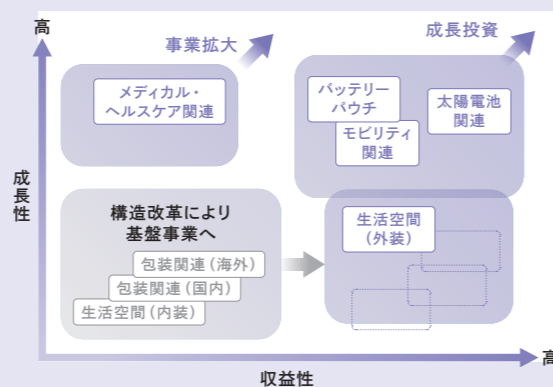 高
事業拡大
成長投資
メディカル・
ヘルスケア関連
バッテリー
パウチ
モビリティ
関連
太陽電池
関連
成長性
構造改革により
基盤事業へ
包装関連（海外）
包装関連（国内）
生活空間（内装）
生活空間
（外装）
高
収益性